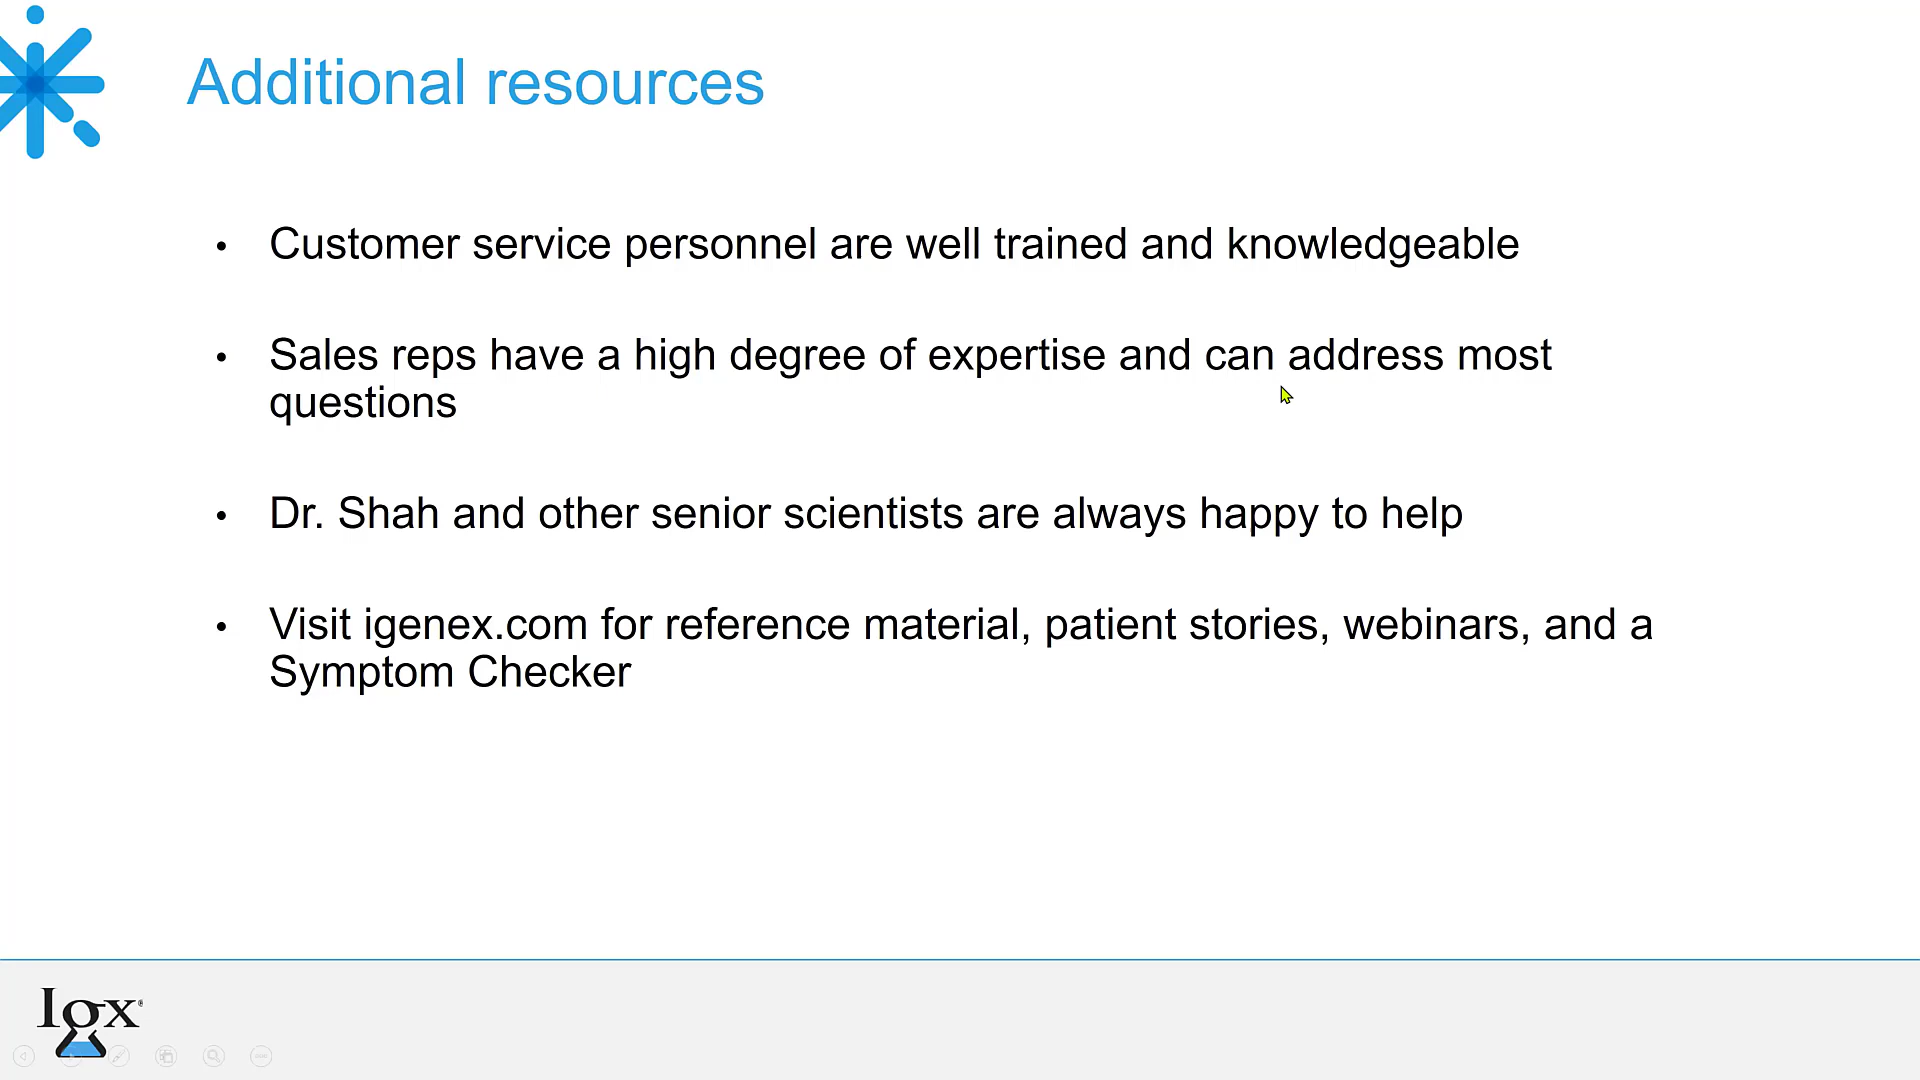 Additional resources
• Customer service personnel are well trained and knowledgeable
• Sales reps have a high degree of expertise and can address most
questions
• Dr. Shah and other senior scientists are always happy to help
• Visit igenex.com for reference material, patient stories, webinars, and a
Symptom Checker
Igx®